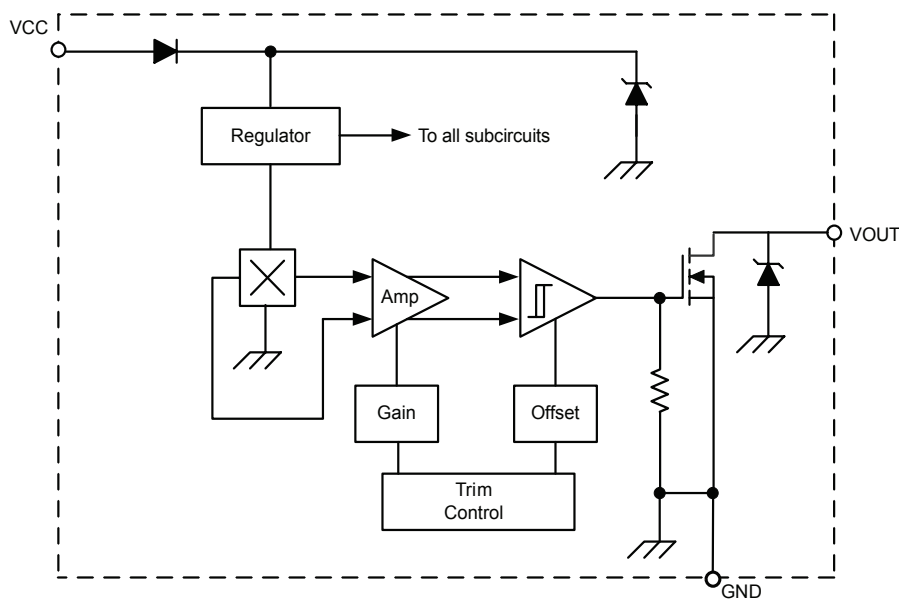 VCC
Regulator
To all subcircuits
VOUT
Amp
Gain
Offset
Trim
Control
GND